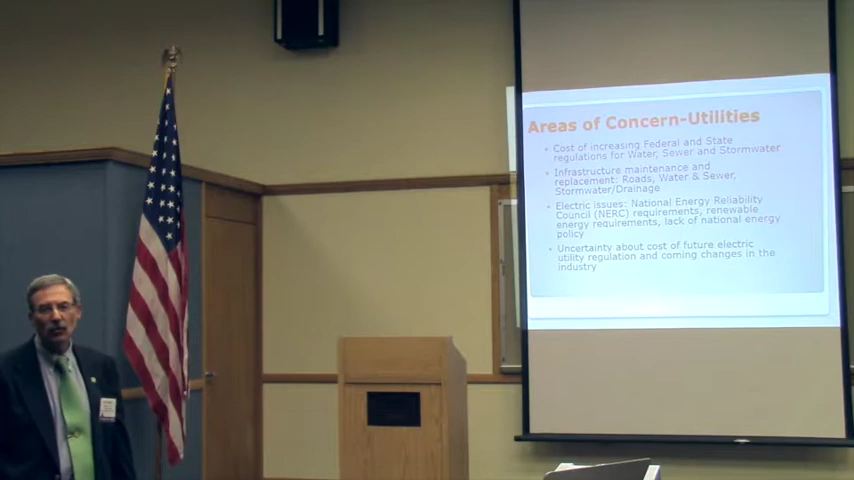 Areas of Concern-Utilities
Cost of increasing Federal and State
regulations for Water, Sewer and Stormwater
Infrastructure maintenance and
replacement: Roads, Water & Sewer,
Stormwater/Drainage
Electric issues: National Energy Reliability
Council (NERC) requirements, renewable
energy requirements, lack of national energy
policy
Uncertainty about cost of future electric
utility regulation and coming changes in the
industry